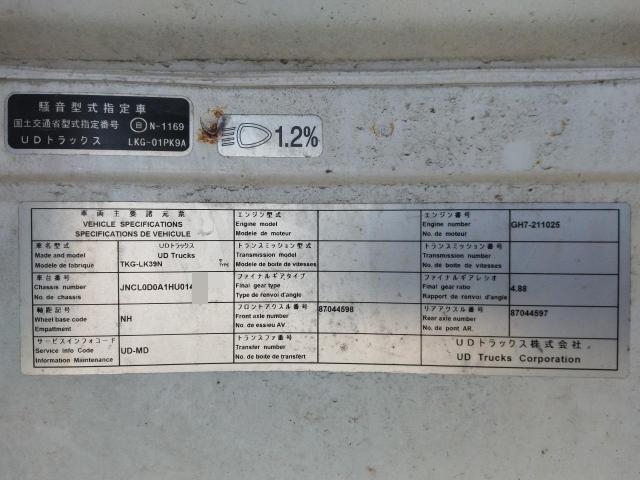 騒音型式指定車
国土交通省型式指定番号 自 N-1169
UDトラックス LKG-01PK9A
1.2%
車両主要諸元表
VEHICLE SPECIFICATIONS
SPECIFICATIONS DE VEHICULE
エンジン型式
Engine model
Modele de moteur
エンジン番号
Engine number
No. de moteur
GH7-211025
車名型式
Made and model
Modèle de fabrique
UDトラックス
UD Trucks
TKG-LK39N
TYPE
トランスミッション型式
Transmission model
Modele de boite de vitesses
トランスミッション番号
Transmission number
No. de boite de vitesses
車台番号
Chassis number
No. de chassis
JNCL0D0A1HU014
ファイナルギアタイプ
Final gear type
Type de renvoi d'angle
ファイナルギアレシオ
Final gear ratio
Rapport de renvoi d'angle
4.88
軸距記号
Wheel base code
Empattement
NH
フロントアクスル番号
Front axle number
No. de essieu AV
87044598
リアアクスル番号
Rear axle number
No. de pont AR.
87044597
サービスインフォコード
Service info Code
Information Maintenance
UD-MD
トランスファ番号
Transfer number
No. de boite de transfert
UDトラックス株式会社
UD Trucks Corporation